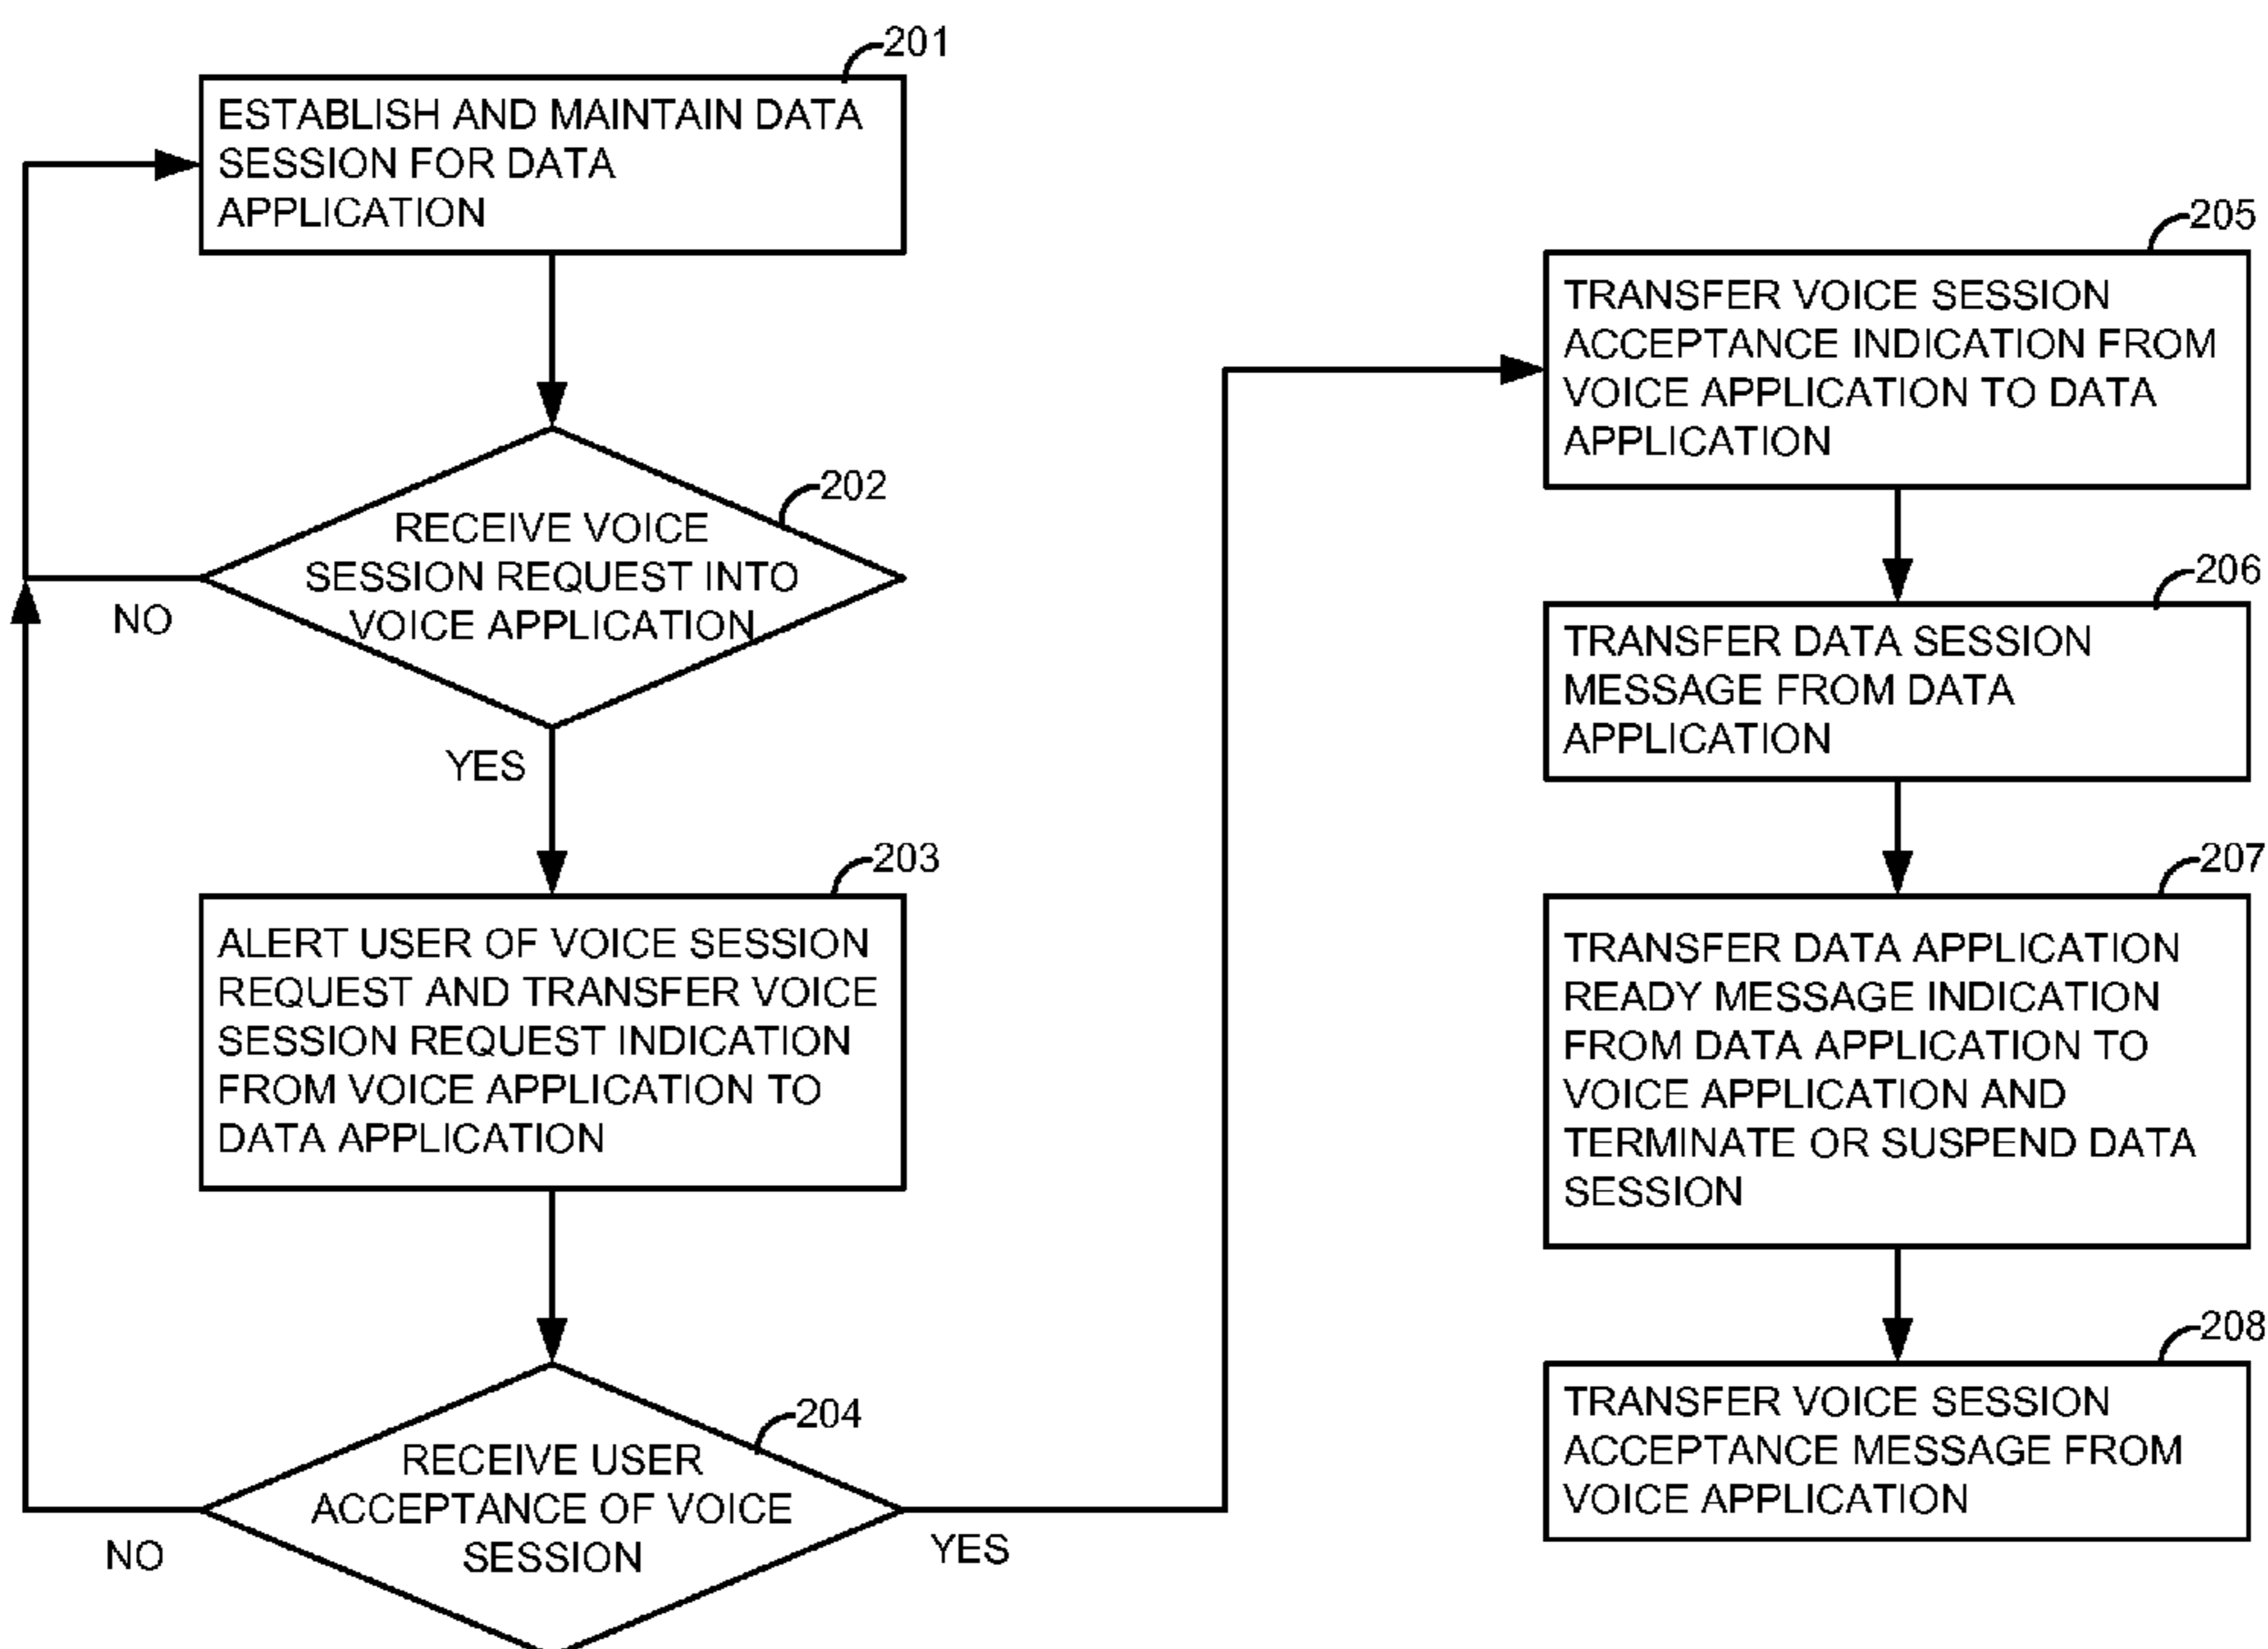 201
ESTABLISH AND MAINTAIN DATA
SESSION FOR DATA
APPLICATION
202
RECEIVE VOICE
SESSION REQUEST INTO
VOICE APPLICATION
NO
YES
203
ALERT USER OF VOICE SESSION
REQUEST AND TRANSFER VOICE
SESSION REQUEST INDICATION
FROM VOICE APPLICATION TO
DATA APPLICATION
204
RECEIVE USER
ACCEPTANCE OF VOICE
SESSION
NO
YES
205
TRANSFER VOICE SESSION
ACCEPTANCE INDICATION FROM
VOICE APPLICATION TO DATA
APPLICATION
206
TRANSFER DATA SESSION
MESSAGE FROM DATA
APPLICATION
207
TRANSFER DATA APPLICATION
READY MESSAGE INDICATION
FROM DATA APPLICATION TO
VOICE APPLICATION AND
TERMINATE OR SUSPEND DATA
SESSION
208
TRANSFER VOICE SESSION
ACCEPTANCE MESSAGE FROM
VOICE APPLICATION